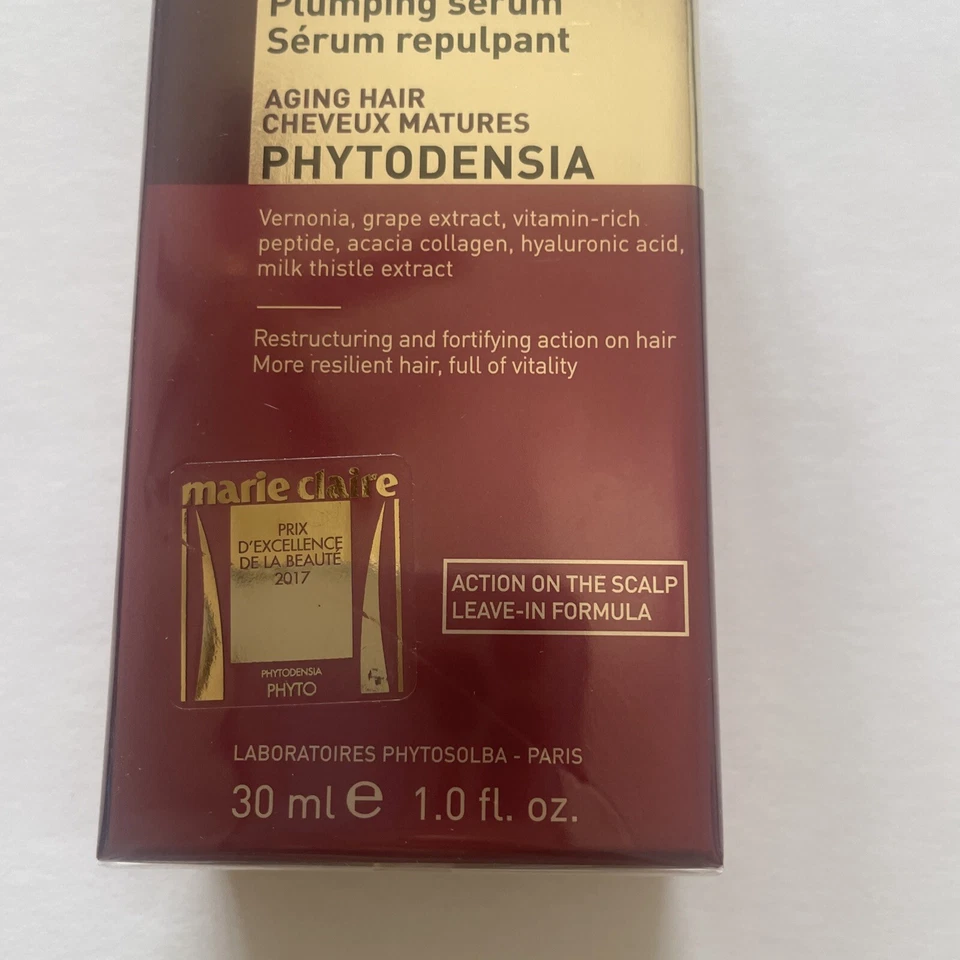 Plumping serum
Sérum repulpant
AGING HAIR
CHEVEUX MATURES
PHYTODENSIA
Vernonia, grape extract, vitamin-rich
peptide, acacia collagen, hyaluronic acid,
milk thistle extract
Restructuring and fortifying action on hair
More resilient hair, full of vitality
marie claire
PRIX
D'EXCELLENCE
DE LA BEAUTÉ
2017
PHYTODENSIA
PHYTO
ACTION ON THE SCALP
LEAVE-IN FORMULA
LABORATOIRES PHYTOSOLBA - PARIS
30 ml e 1.0 fl. oz.